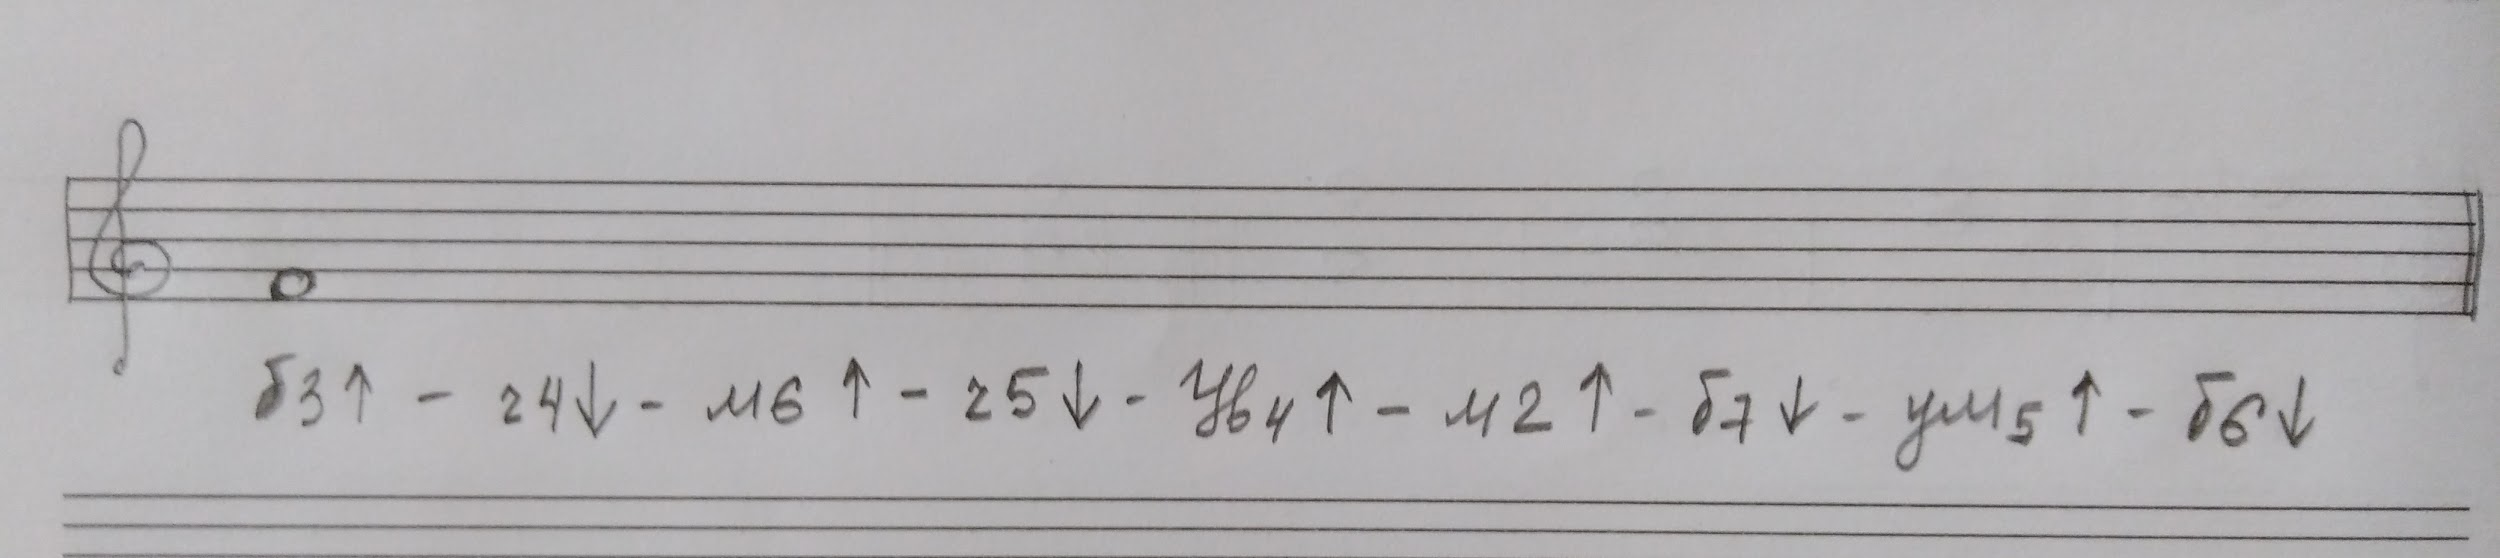 б3↑ - ч4↓ - м6↑ - ч5↓ - Ув4↑ - м2↑ - б7↓ - ум5↑ - б6↓